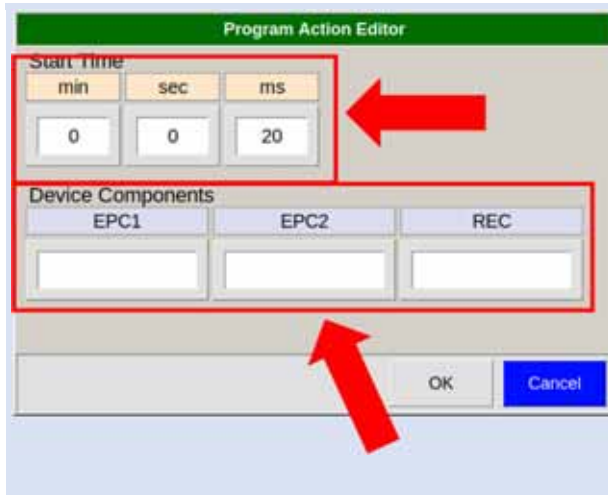 Program Action Editor
Start Time
min sec ms
0 0 20
Device Components
EPC1 EPC2 REC
OK Cancel